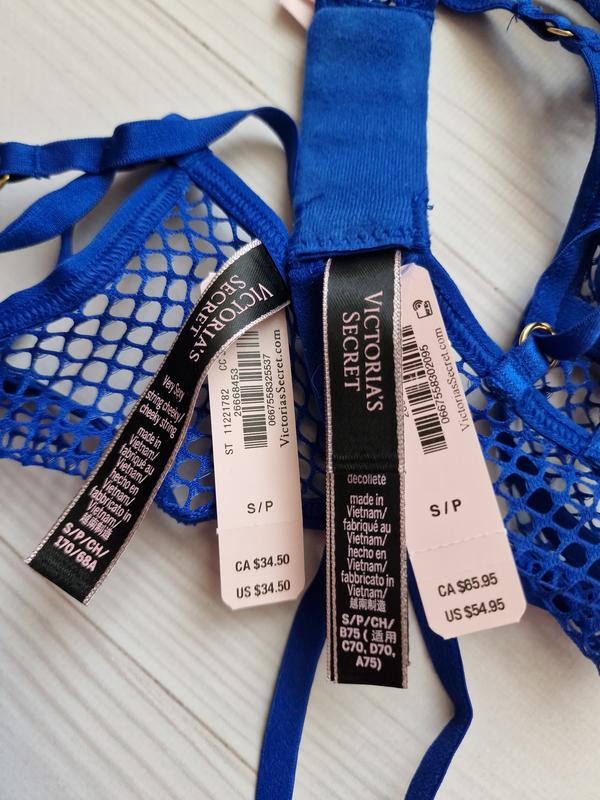 VICTORIA'S
SECRET
Very Sexy
string cheeky/
cheeky string
made in
Vietnam/
fabriqué au
Vietnam/
hecho en
Vietnam/
fabbricato in
Vietnam/
越南制造
S/P/CH/
170/68A
ST 11221782
26668453
0667558325537
VictoriasSecret.com
S/P
CA $34.50
US $34.50
VICTORIA'S
SECRET
décolleté
made in
Vietnam/
fabriqué au
Vietnam/
hecho en
Vietnam/
fabbricato in
Vietnam/
越南制造
S/P/CH/
B75 (适用
C70, D70,
A75)
0667558302095
VictoriasSecret.com
S/P
CA $65.95
US $54.95